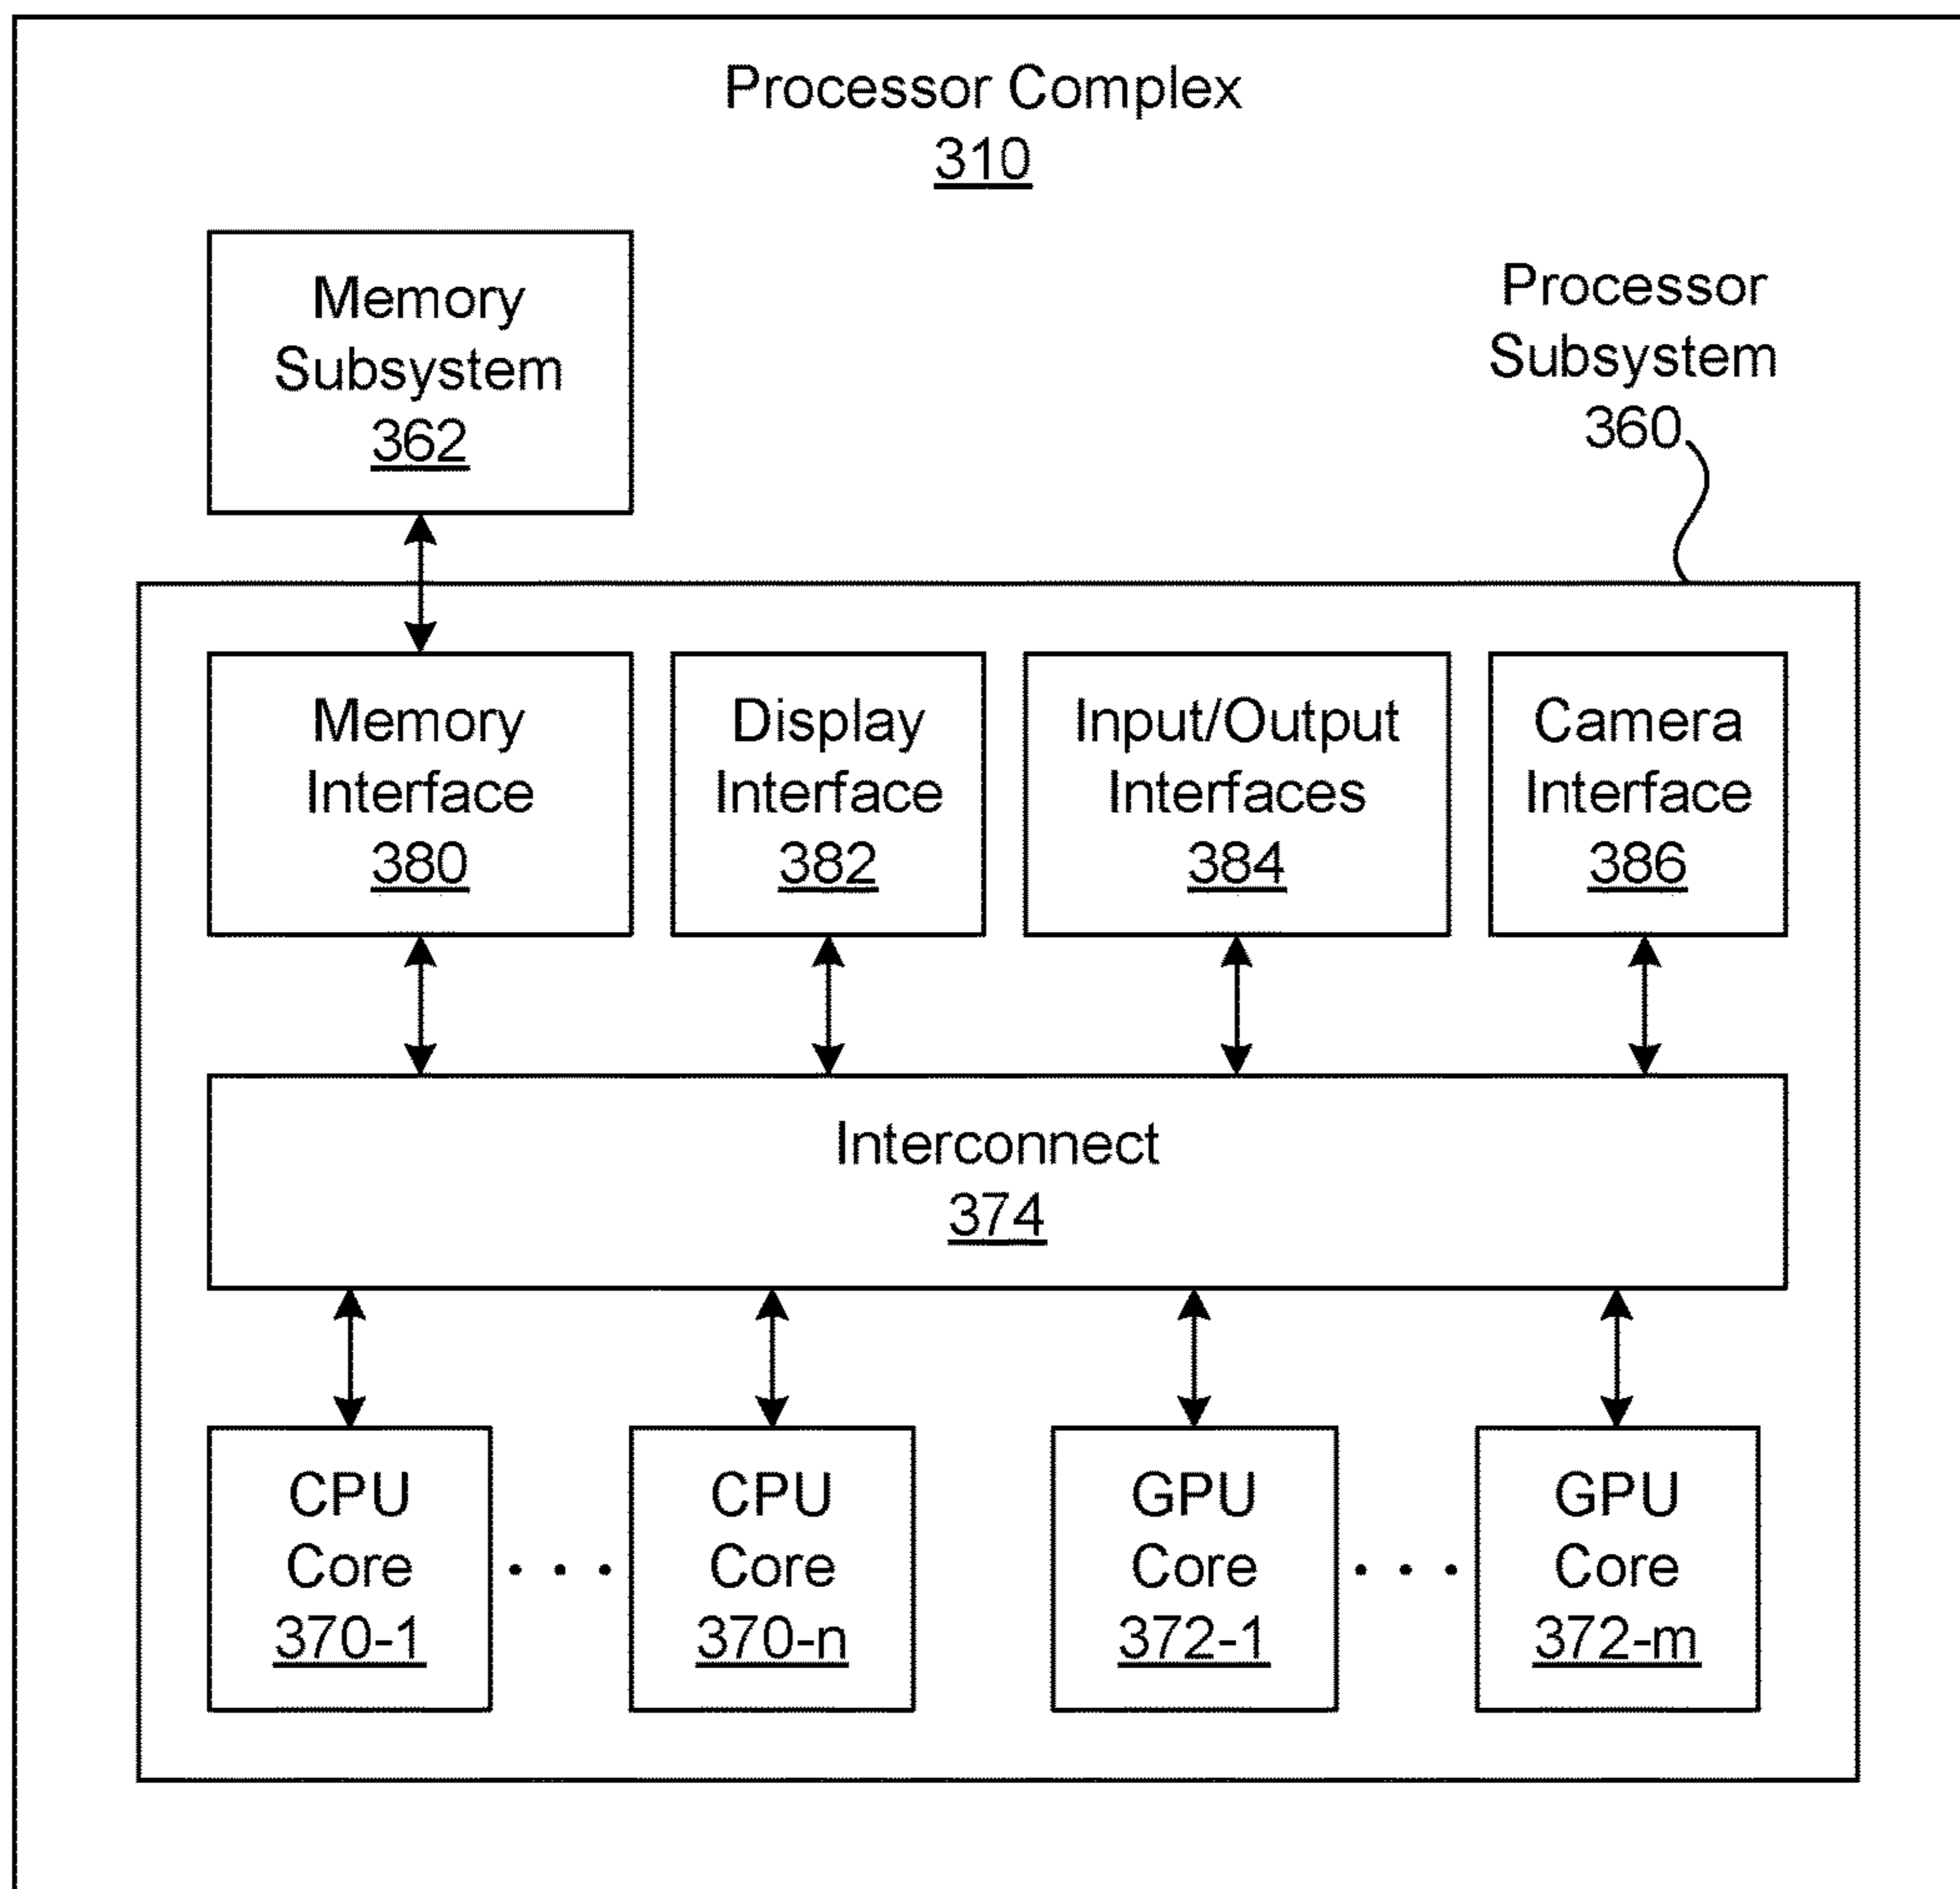 Processor Complex
310
Memory
Subsystem
362
Processor
Subsystem
360
Memory
Interface
380
Display
Interface
382
Input/Output
Interfaces
384
Camera
Interface
386
Interconnect
374
CPU
Core
370-1
. . .
CPU
Core
370-n
GPU
Core
372-1
. . .
GPU
Core
372-m